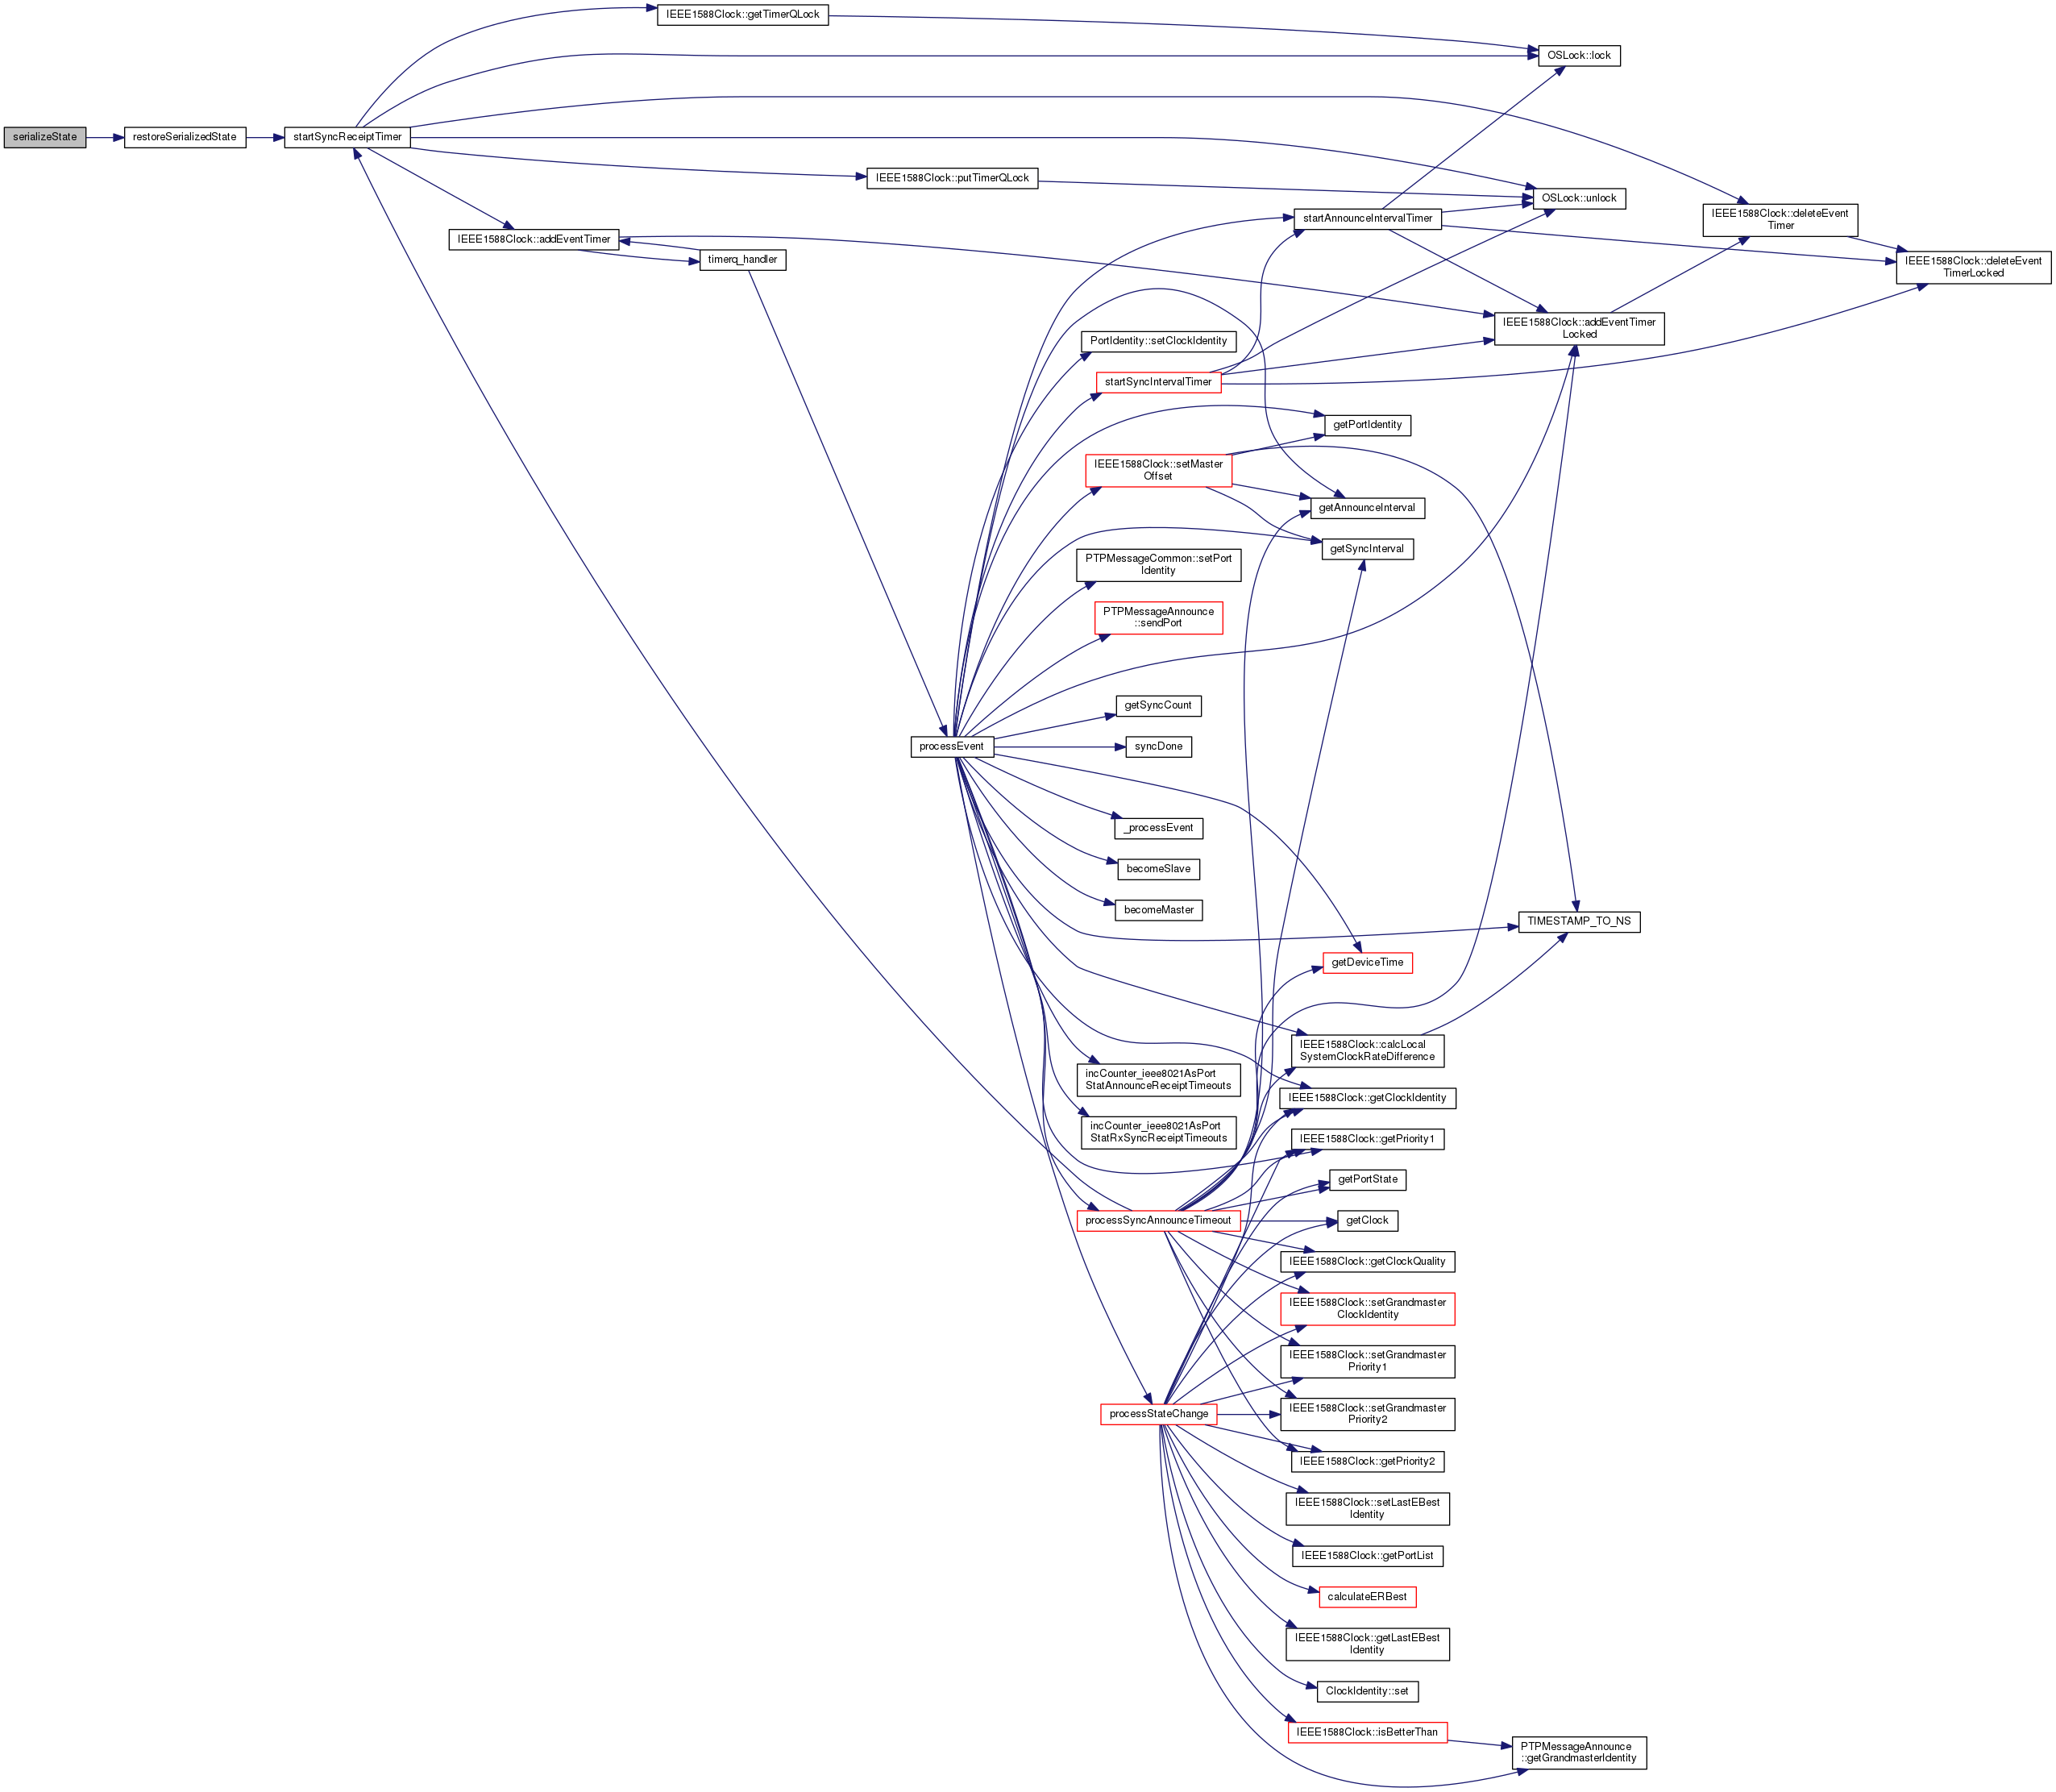 IEEE1588Clock::getTimerQLock
OSLock::lock
serializeState
restoreSerializedState
startSyncReceiptTimer
IEEE1588Clock::putTimerQLock
OSLock::unlock
startAnnounceIntervalTimer
IEEE1588Clock::deleteEvent
Timer
IEEE1588Clock::addEventTimer
timerq_handler
IEEE1588Clock::deleteEvent
TimerLocked
IEEE1588Clock::addEventTimer
Locked
PortIdentity::setClockIdentity
startSyncIntervalTimer
getPortIdentity
IEEE1588Clock::setMaster
Offset
getAnnounceInterval
getSyncInterval
PTPMessageCommon::setPort
Identity
PTPMessageAnnounce
::sendPort
getSyncCount
processEvent
syncDone
_processEvent
becomeSlave
becomeMaster
TIMESTAMP_TO_NS
getDeviceTime
IEEE1588Clock::calcLocal
SystemClockRateDifference
incCounter_ieee8021AsPort
StatAnnounceReceiptTimeouts
IEEE1588Clock::getClockIdentity
incCounter_ieee8021AsPort
StatRxSyncReceiptTimeouts
IEEE1588Clock::getPriority1
getPortState
processSyncAnnounceTimeout
getClock
IEEE1588Clock::getClockQuality
IEEE1588Clock::setGrandmaster
ClockIdentity
IEEE1588Clock::setGrandmaster
Priority1
processStateChange
IEEE1588Clock::setGrandmaster
Priority2
IEEE1588Clock::getPriority2
IEEE1588Clock::setLastEBest
Identity
IEEE1588Clock::getPortList
calculateERBest
IEEE1588Clock::getLastEBest
Identity
ClockIdentity::set
IEEE1588Clock::isBetterThan
PTPMessageAnnounce
::getGrandmasterIdentity